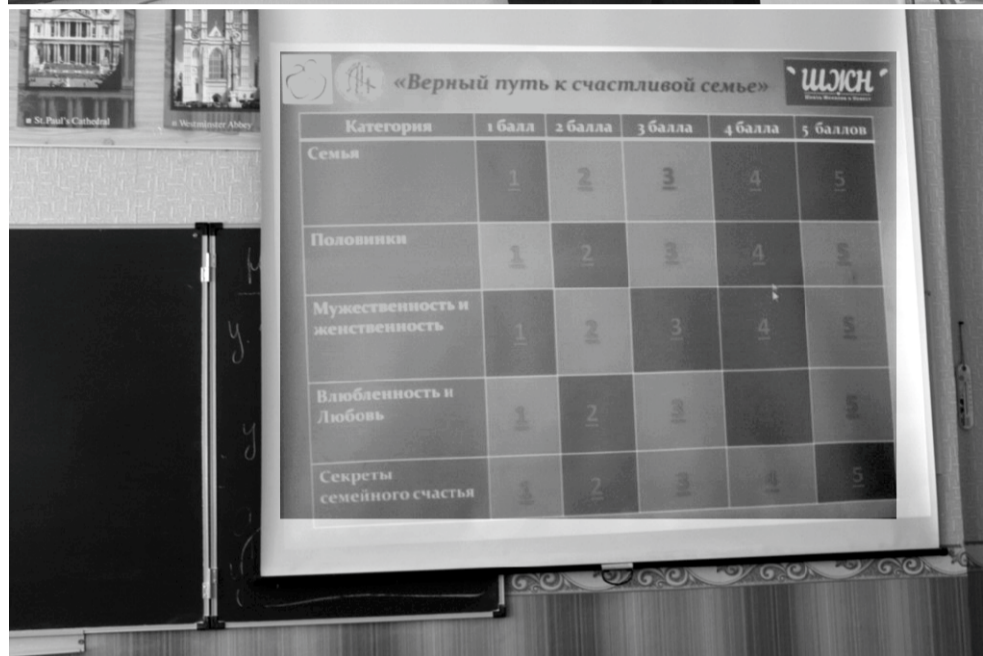 St. Paul's Cathedral
Westminster Abbey
«Верный путь к счастливой семье»
ШЖН
Категория 1 балл 2 балла 3 балла 4 балла 5 баллов
Семья
1 2 3 4 5
Половинки
1 2 3 4 5
Мужественность и
женственность
1 2 3 4 5
Влюбленность и
Любовь
1 2 3 5
Секреты
семейного счастья
1 2 3 4 5